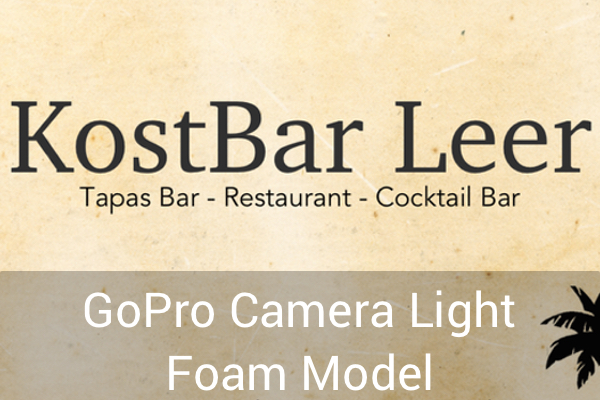 KostBar Leer
Tapas Bar - Restaurant - Cocktail Bar
GoPro Camera Light
Foam Model